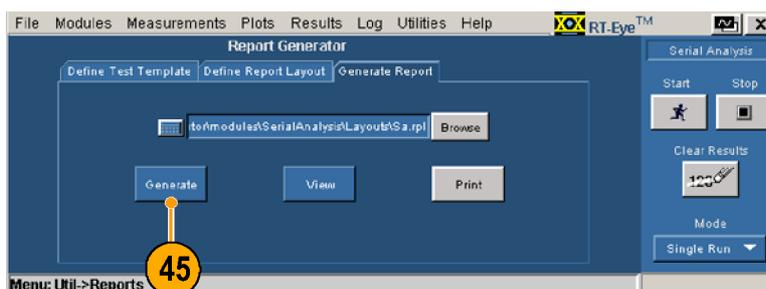 File Modules Measurements Plots Results Log Utilities Help RT-Eye™ X
Report Generator
Serial Analysis
Define Test Template Define Report Layout Generate Report
Start Stop
tor\modules\SerialAnalysis\Layouts\Sa.rpl Browse
Clear Results
Generate View Print
123
Mode
Single Run
45
Menu: Util->Reports